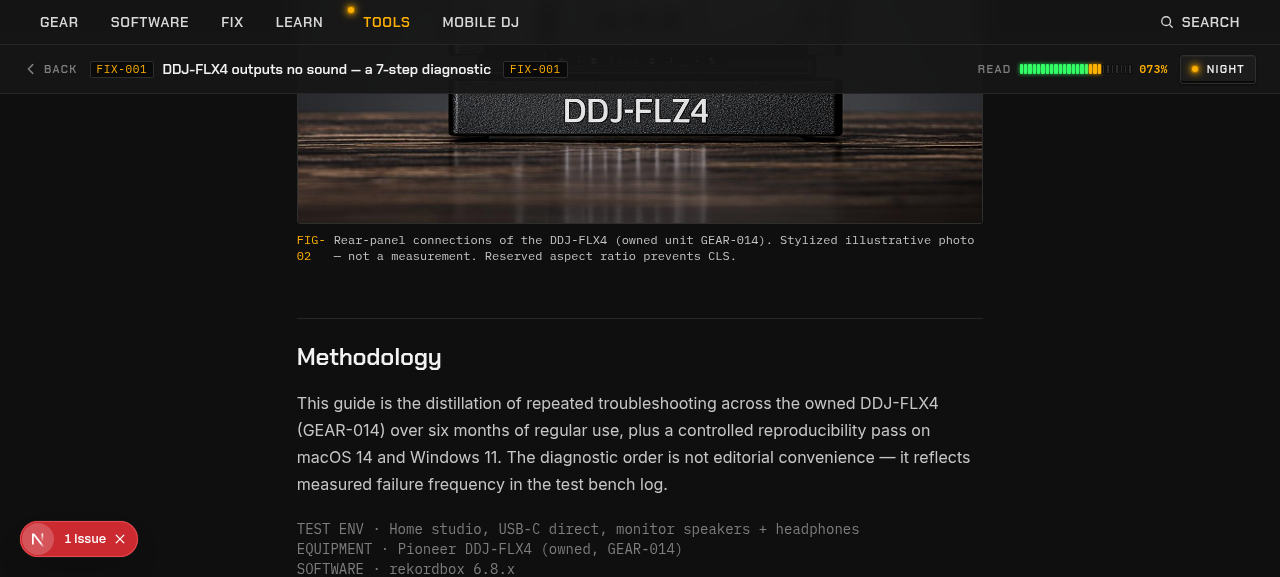 GEAR SOFTWARE FIX LEARN TOOLS MOBILE DJ SEARCH
BACK FIX-001 DDJ-FLX4 outputs no sound — a 7-step diagnostic FIX-001 READ 073% NIGHT
DDJ-FLZ4
FIG-02 Rear-panel connections of the DDJ-FLX4 (owned unit GEAR-014). Stylized illustrative photo
— not a measurement. Reserved aspect ratio prevents CLS.
Methodology
This guide is the distillation of repeated troubleshooting across the owned DDJ-FLX4
(GEAR-014) over six months of regular use, plus a controlled reproducibility pass on
macOS 14 and Windows 11. The diagnostic order is not editorial convenience — it reflects
measured failure frequency in the test bench log.
TEST ENV · Home studio, USB-C direct, monitor speakers + headphones
EQUIPMENT · Pioneer DDJ-FLX4 (owned, GEAR-014)
SOFTWARE · rekordbox 6.8.x
N 1 Issue